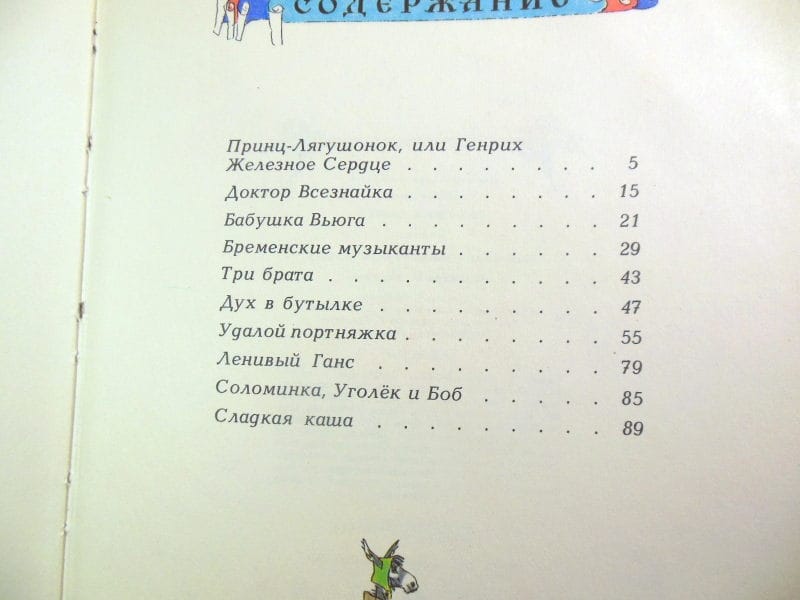 СОДЕРЖАНИЕ
Принц-Лягушонок, или Генрих
Железное Сердце . . . . . . . . 5
Доктор Всезнайка . . . . . . . . 15
Бабушка Вьюга . . . . . . . . . 21
Бременские музыканты . . . . . . 29
Три брата . . . . . . . . . . . 43
Дух в бутылке . . . . . . . . . 47
Удалой портняжка . . . . . . . . 55
Ленивый Ганс . . . . . . . . . 79
Соломинка, Уголёк и Боб . . . . . 85
Сладкая каша . . . . . . . . . 89